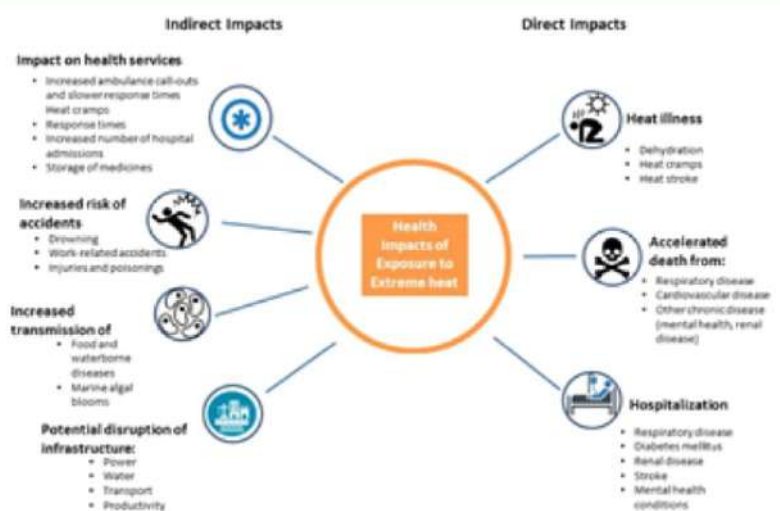 Indirect Impacts
Direct Impacts
Impact on health services
• Increased ambulance call-outs
and slower response times
Heat cramps
• Response times
• Increased number of hospital
admissions
• Storage of medicines
Increased risk of
accidents
• Drowning
• Work-related accidents
• Injuries and poisonings
Increased
transmission of
• Food and
waterborne
diseases
• Marine algal
blooms
Potential disruption of
infrastructure:
• Power
• Water
• Transport
• Productivity
Health
Impacts of
Exposure to
Extreme heat
Heat illness
• Dehydration
• Heat cramps
• Heat stroke
Accelerated
death from:
• Respiratory disease
• Cardiovascular disease
• Other chronic disease
(mental health, renal
disease)
Hospitalization
• Respiratory disease
• Diabetes mellitus
• Renal disease
• Stroke
• Mental health
conditions